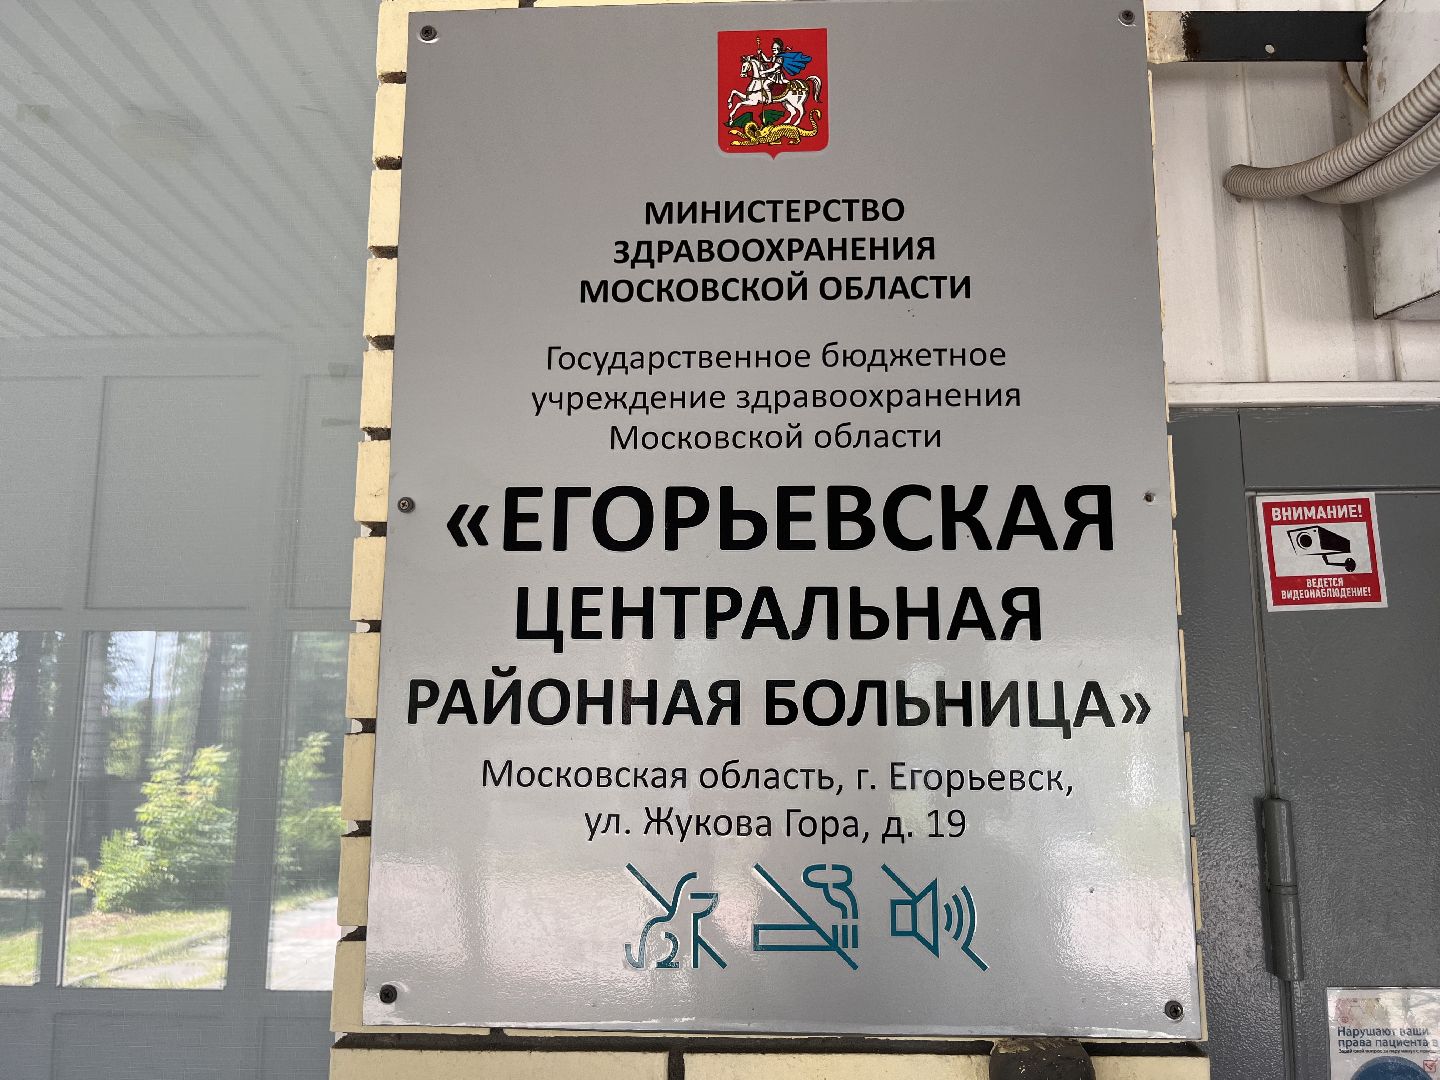 МИНИСТЕРСТВО
ЗДРАВООХРАНЕНИЯ
МОСКОВСКОЙ ОБЛАСТИ
Государственное бюджетное
учреждение здравоохранения
Московской области
«ЕГОРЬЕВСКАЯ
ЦЕНТРАЛЬНАЯ
РАЙОННАЯ БОЛЬНИЦА»
Московская область, г. Егорьевск,
ул. Жукова Гора, д. 19
ВНИМАНИЕ!
ВЕДЕТСЯ
ВИДЕОНАБЛЮДЕНИЕ!
Нарушают ваши
права пациента в